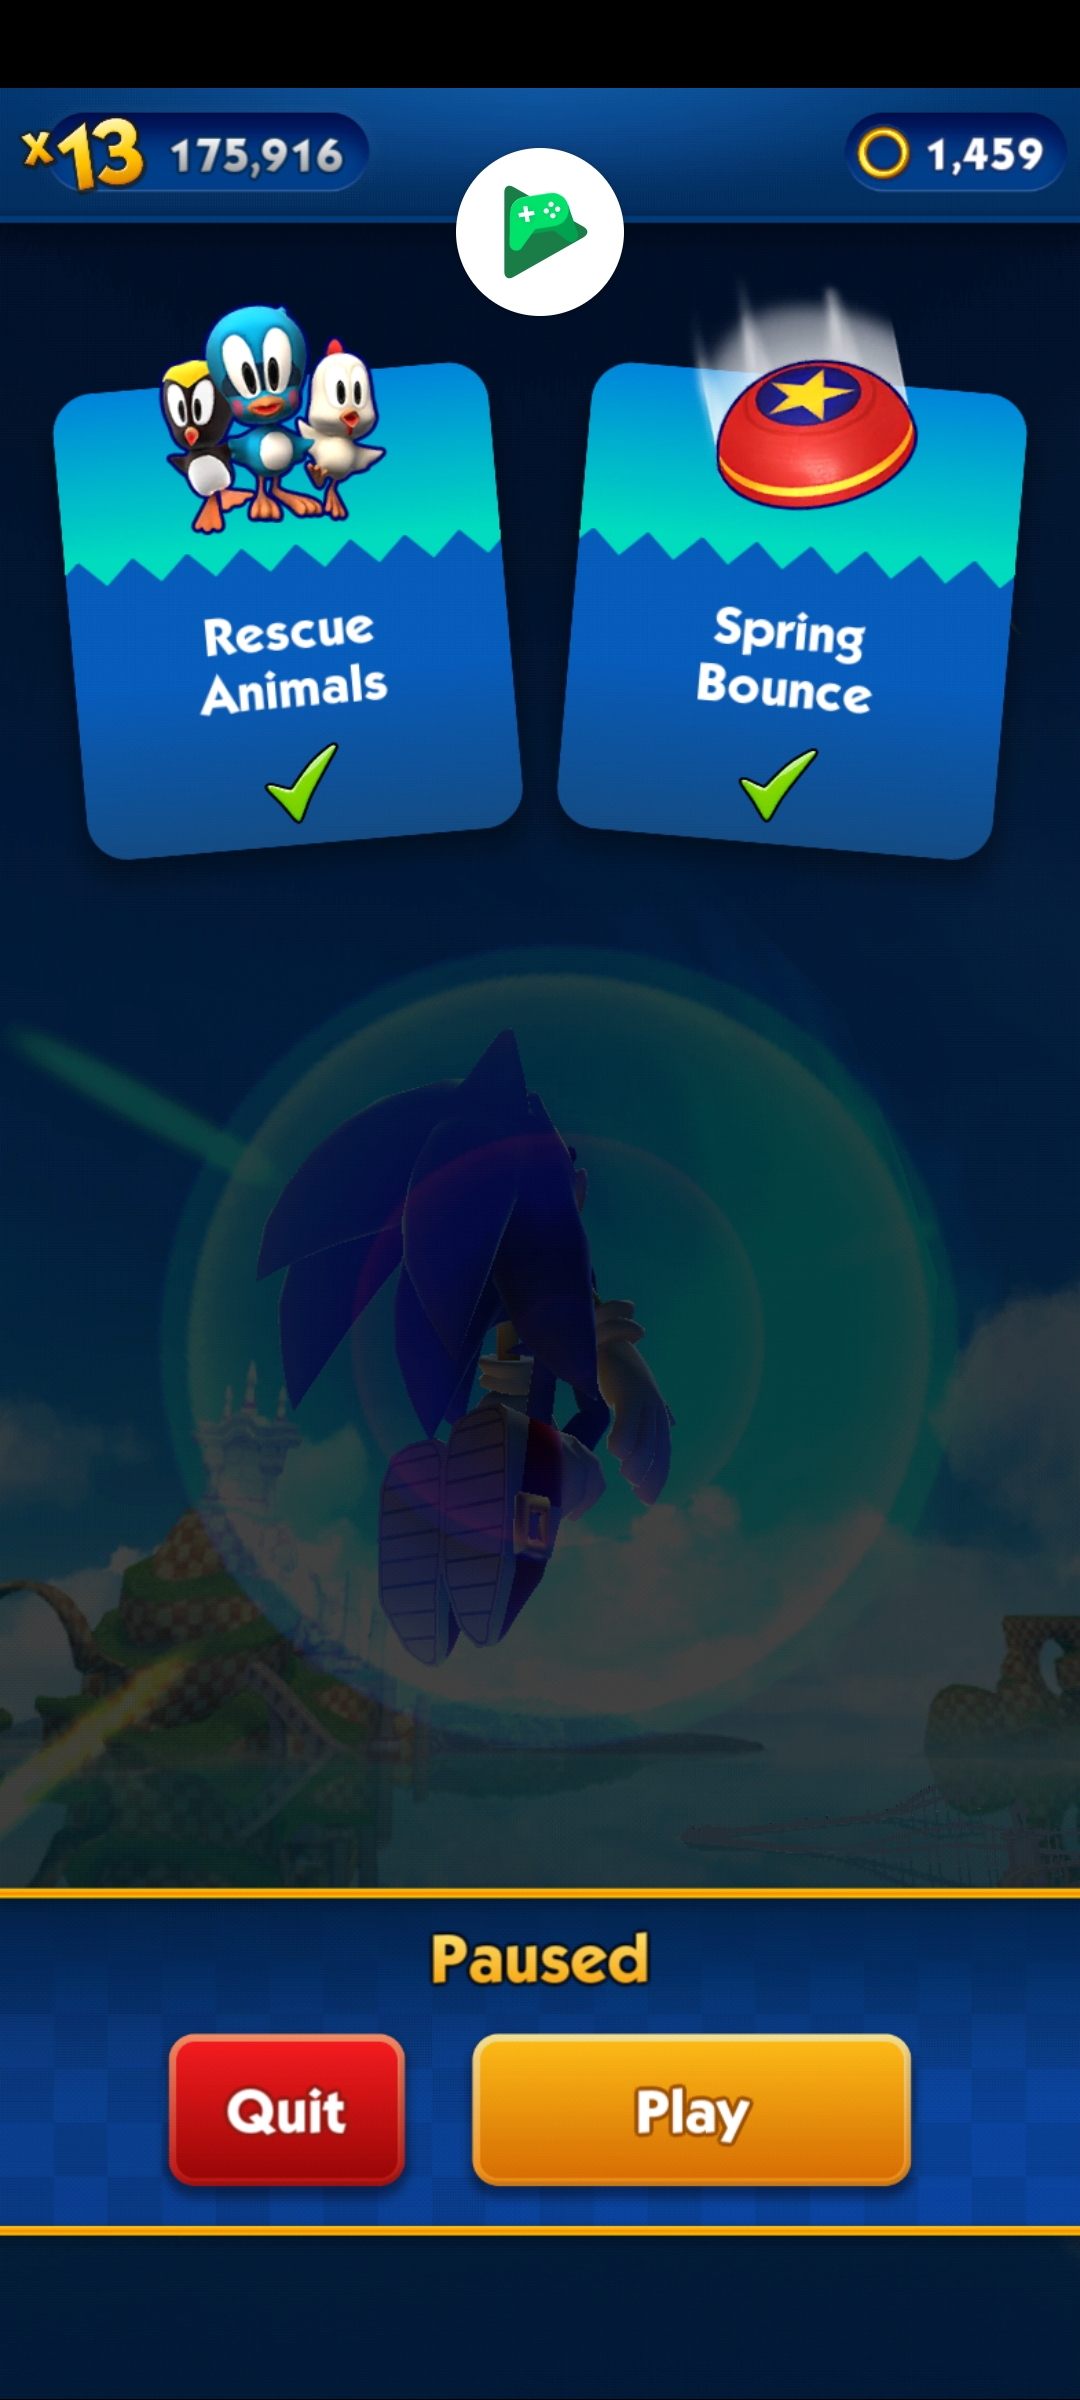 x13 175,916
1,459
Rescue
Animals
Spring
Bounce
Paused
Quit
Play